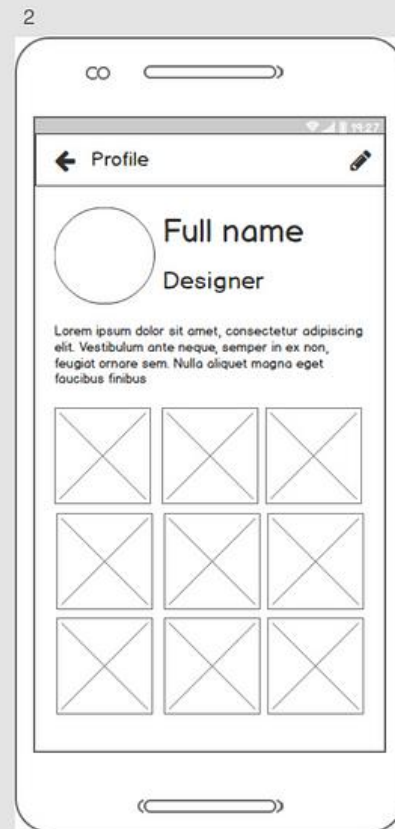 2
19:27
Profile
Full name
Designer
Lorem ipsum dolor sit amet, consectetur adipiscing
elit. Vestibulum ante neque, semper in ex non,
feugiat ornare sem. Nulla aliquet magna eget
faucibus finibus